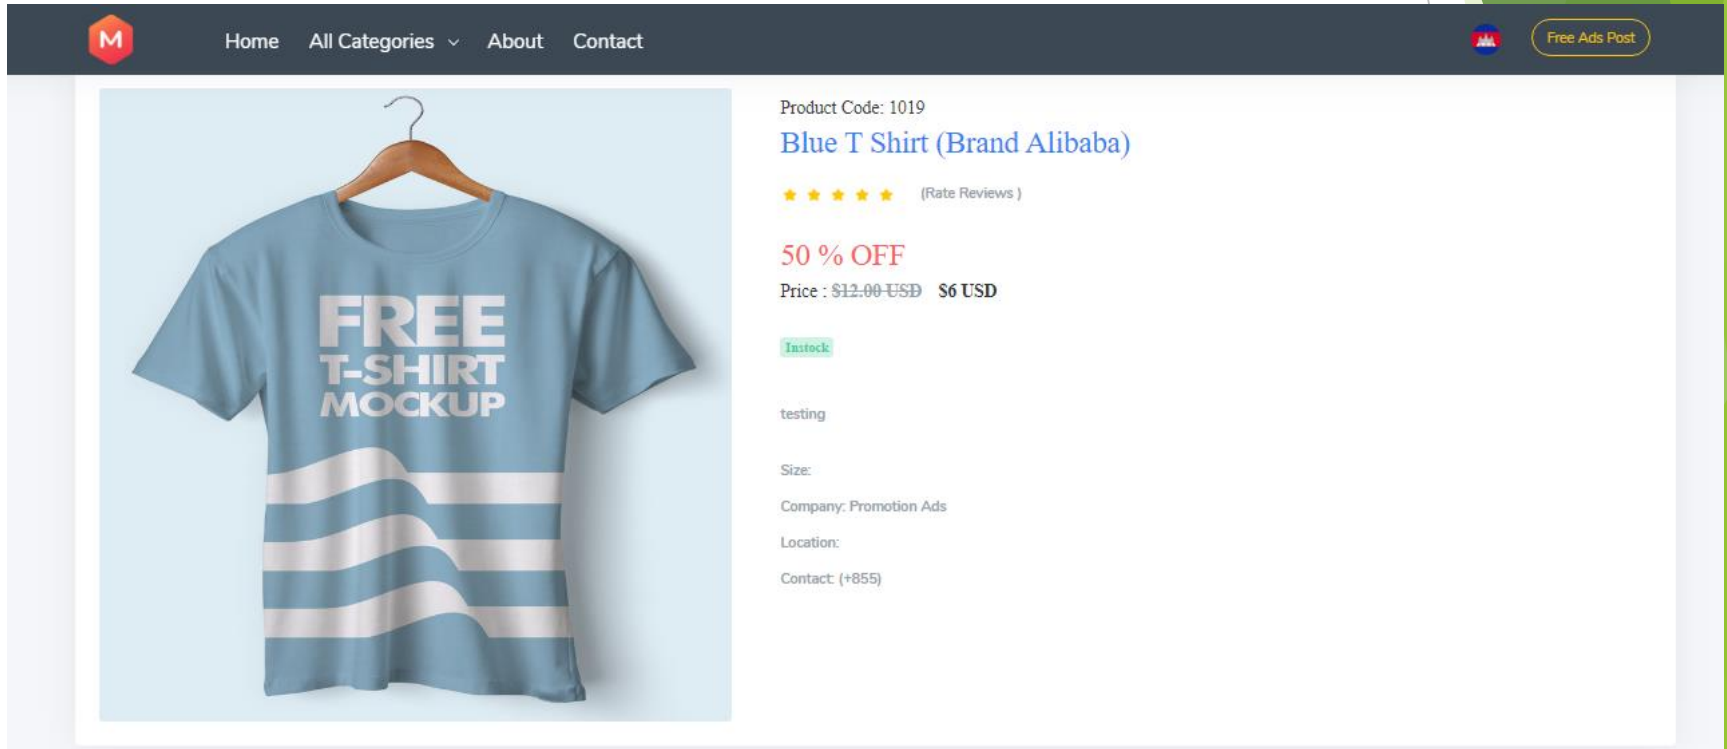 M
Home All Categories About Contact
Free Ads Post
FREE
T-SHIRT
MOCKUP
Product Code: 1019
Blue T Shirt (Brand Alibaba)
(Rate Reviews )
50 % OFF
Price : $12.00 USD $6 USD
Instock
testing
Size:
Company: Promotion Ads
Location:
Contact: (+855)